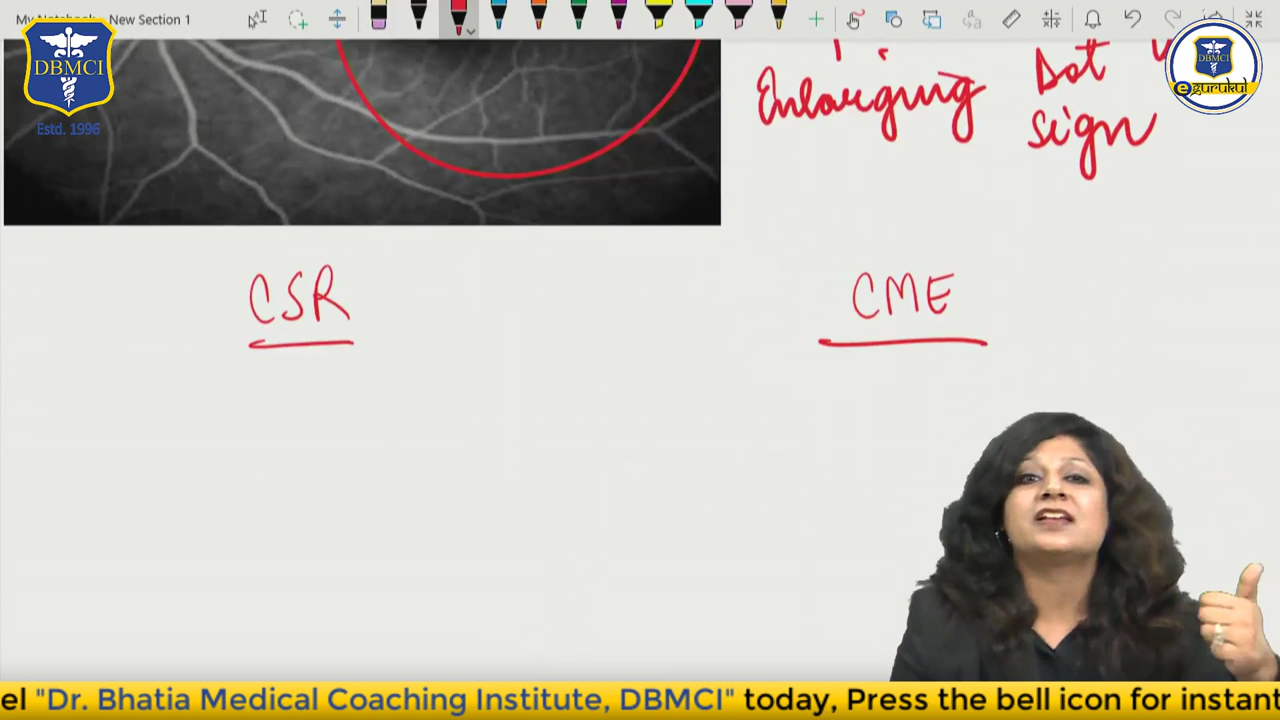 My Notebook - New Section 1
DBMCI
Estd. 1996
DBMCI
e gurukul
Enlarging Dot
sign
CSR CME
el "Dr. Bhatia Medical Coaching Institute, DBMCI" today, Press the bell icon for instant